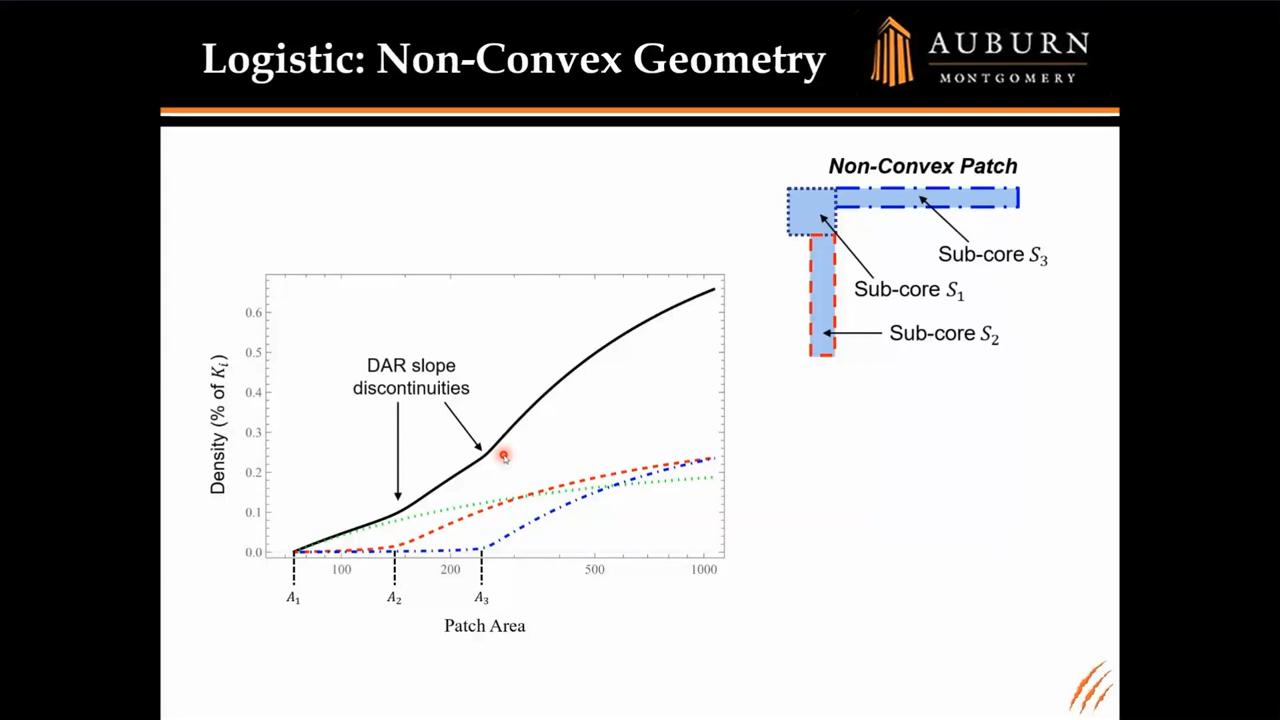 Logistic: Non-Convex Geometry
AUBURN
MONTGOMERY
Non-Convex Patch
Sub-core S₃
Sub-core S₁
Sub-core S₂
DAR slope
discontinuities
Density (% of Kᵢ)
0.6
0.5
0.4
0.3
0.2
0.1
0.0
100 200 500 1000
A₁ A₂ A₃
Patch Area